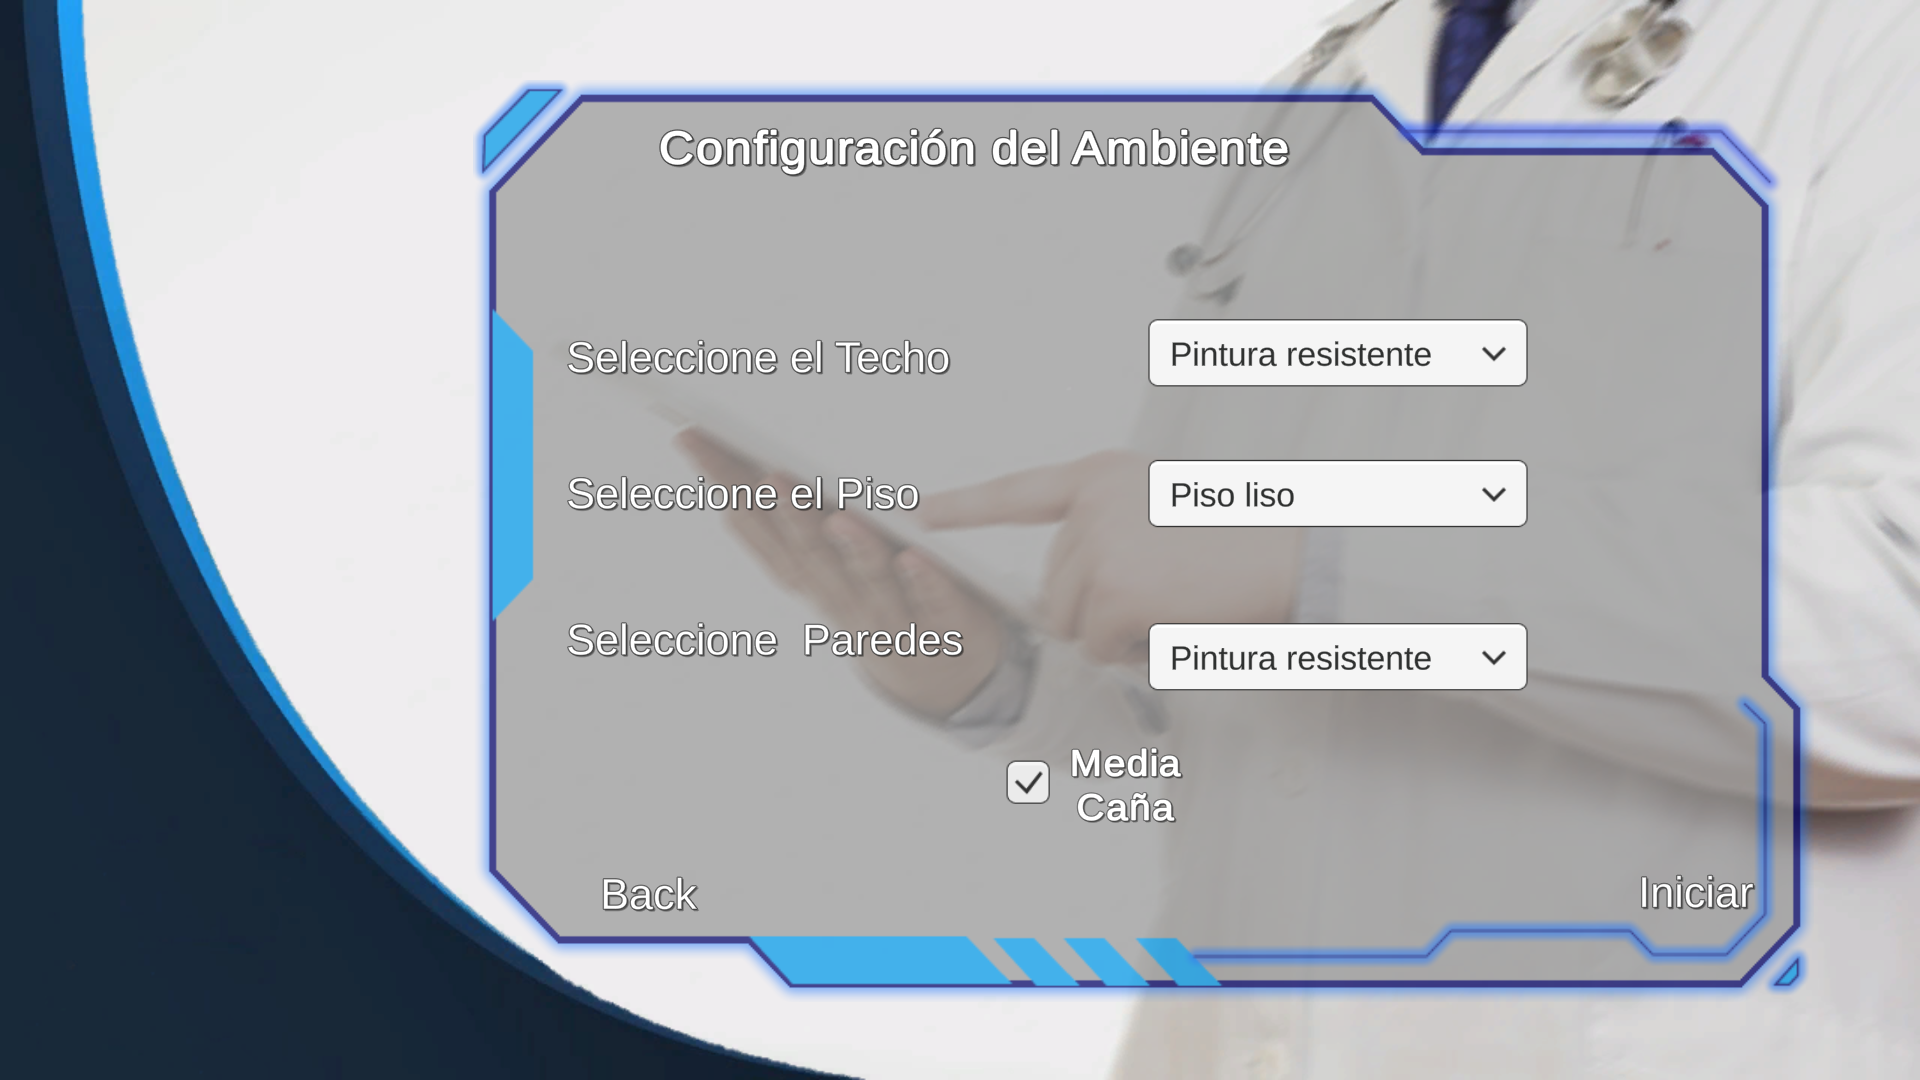 Configuración del Ambiente
Seleccione el Techo
Pintura resistente
Seleccione el Piso
Piso liso
Seleccione  Paredes
Pintura resistente
Media
Caña
Back
Iniciar